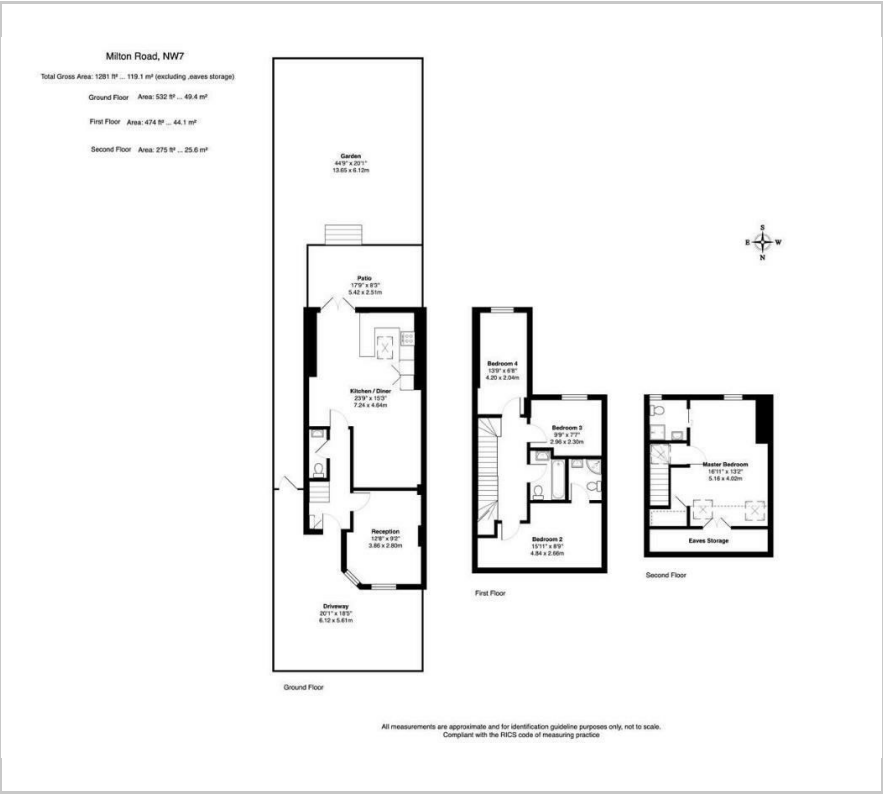 Milton Road, NW7
Total Gross Area: 1281 ft² ... 119.1 m² (excluding ,eaves storage)
Ground Floor Area: 532 ft² ... 49.4 m²
First Floor Area: 474 ft² ... 44.1 m²
Second Floor Area: 275 ft² ... 25.6 m²
Garden
44'9" x 20'1"
13.65 x 6.12m
S
E W
N
Patio
17'9" x 8'3"
5.42 x 2.51m
Kitchen / Diner
23'9" x 15'3"
7.24 x 4.64m
Reception
12'8" x 9'2"
3.86 x 2.80m
Driveway
20'1" x 18'5"
6.12 x 5.61m
Ground Floor
Bedroom 4
13'9" x 6'8"
4.20 x 2.04m
Bedroom 3
9'9" x 7'7"
2.96 x 2.30m
Bedroom 2
15'11" x 8'9"
4.84 x 2.66m
First Floor
Master Bedroom
16'11" x 13'2"
5.16 x 4.02m
Eaves Storage
Second Floor
All measurements are approximate and for identification guideline purposes only, not to scale.
Compliant with the RICS code of measuring practice